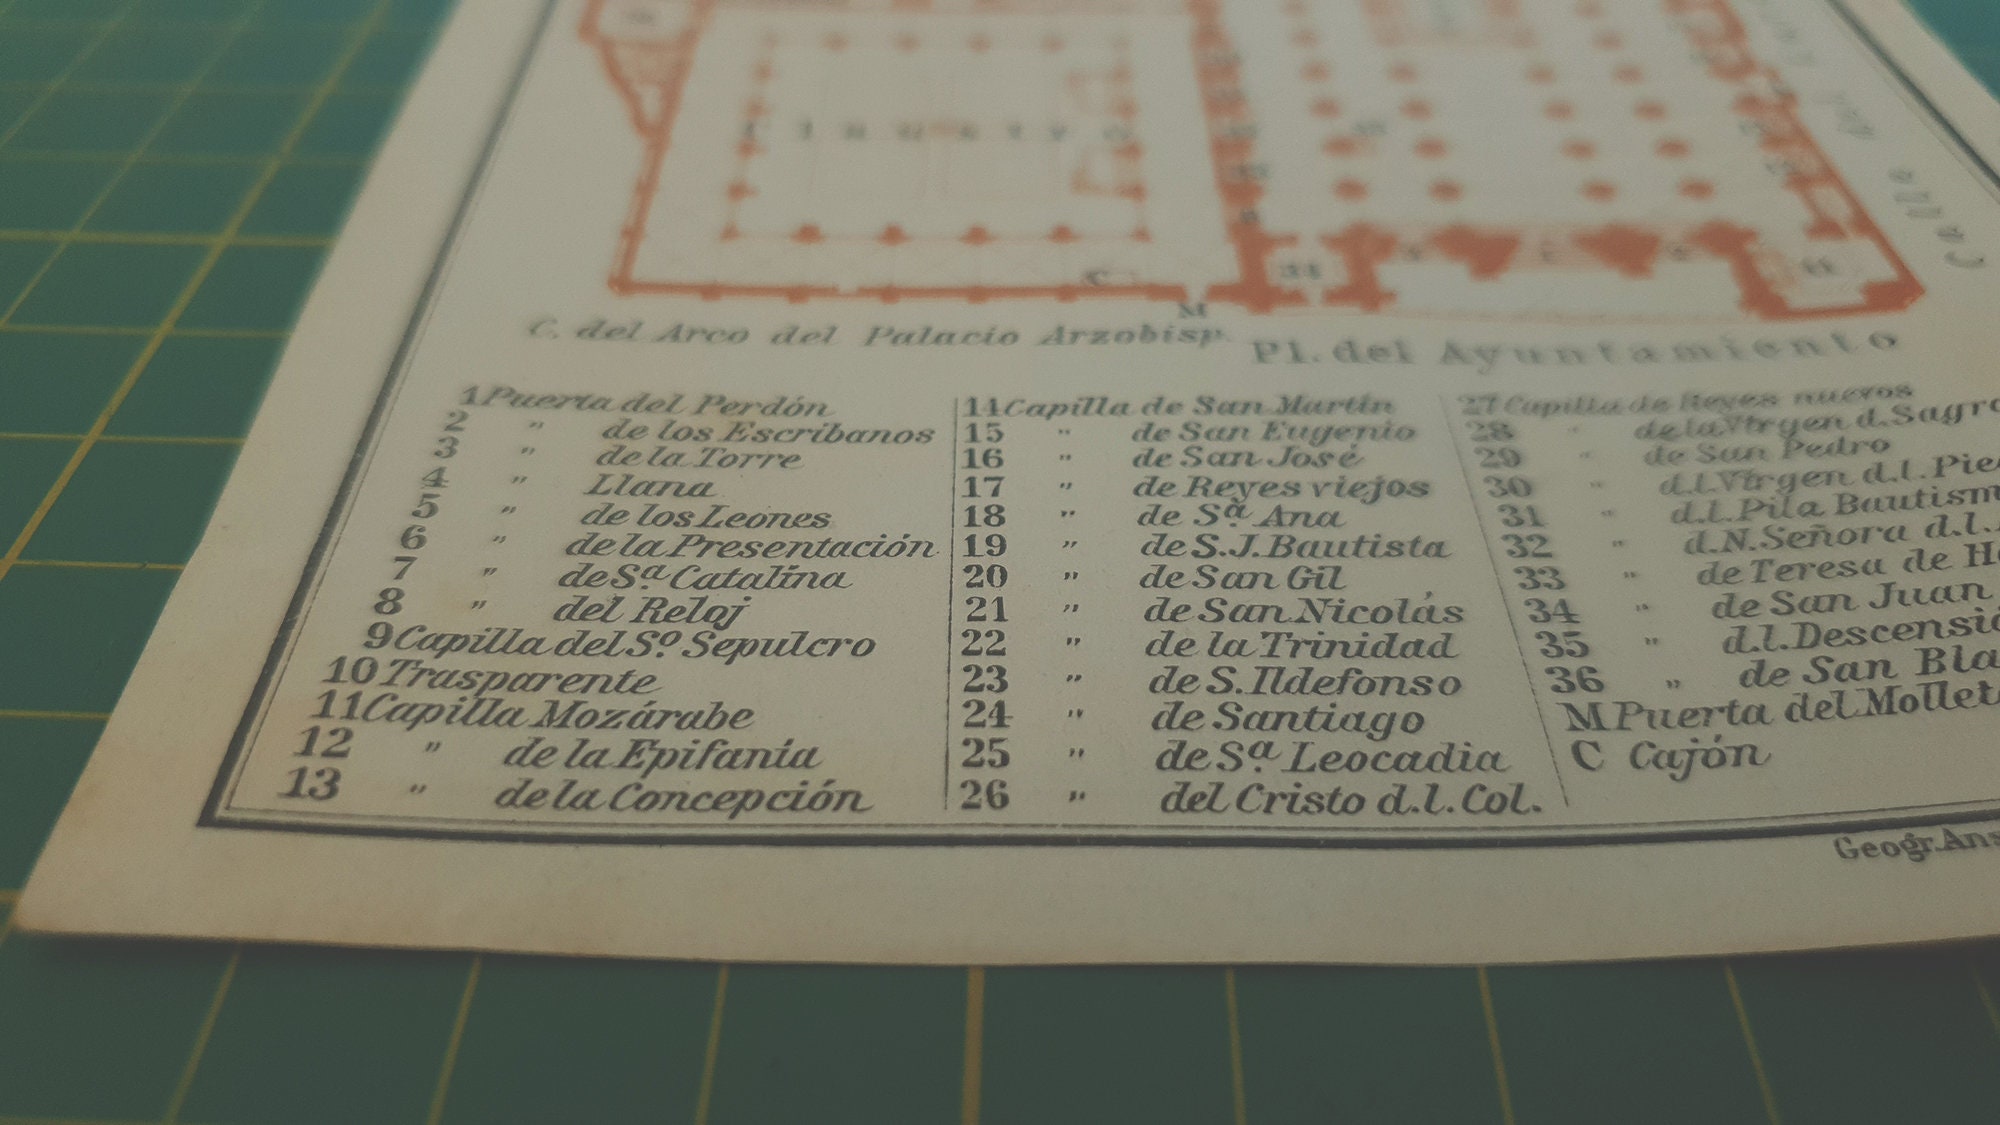 Claustro
Calle del
C
M
C. del Arco del Palacio Arzobisp.
Pl. del Ayuntamiento
1 Puerta del Perdón
2 " de los Escribanos
3 " de la Torre
4 " Llana
5 " de los Leones
6 " de la Presentación
7 " de Sª Catalina
8 " del Reloj
9 Capilla del Sº Sepulcro
10 Trasparente
11 Capilla Mozárabe
12 " de la Epifanía
13 " de la Concepción
14 Capilla de San Martín
15 " de San Eugenio
16 " de San José
17 " de Reyes viejos
18 " de Sª Ana
19 " de S. J. Bautista
20 " de San Gil
21 " de San Nicolás
22 " de la Trinidad
23 " de S. Ildefonso
24 " de Santiago
25 " de Sª Leocadia
26 " del Cristo d. l. Col.
27 Capilla de Reyes nuevos
28 " de la Virgen d. Sagr
29 " de San Pedro
30 " d. l. Virgen d. l. Pie
31 " d. l. Pila Bautism
32 " d. N. Señora d. l.
33 " de Teresa de H
34 " de San Juan
35 " d. l. Descensi
36 " de San Bla
M Puerta del Mollet
C Cajón
Geogr. Ans